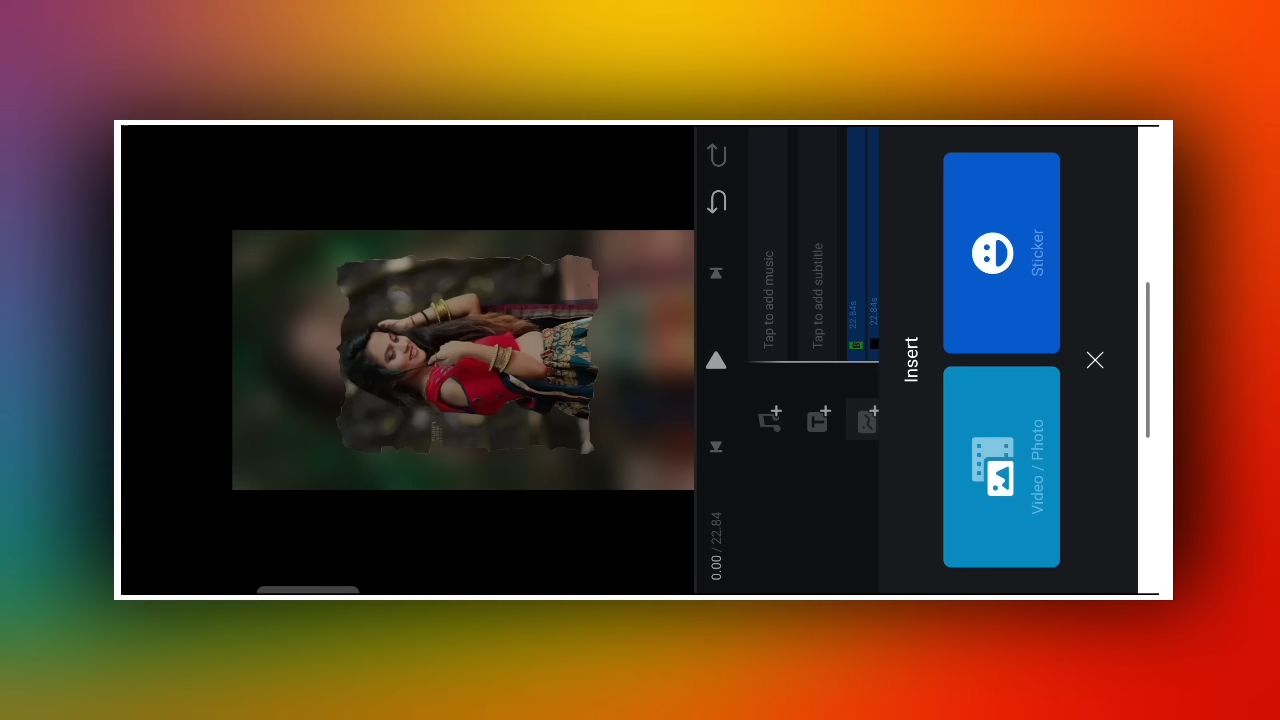 0.00 / 22.84
Tap to add music
Tap to add subtitle
22.84s
22.84s
Insert
Video / Photo
Sticker